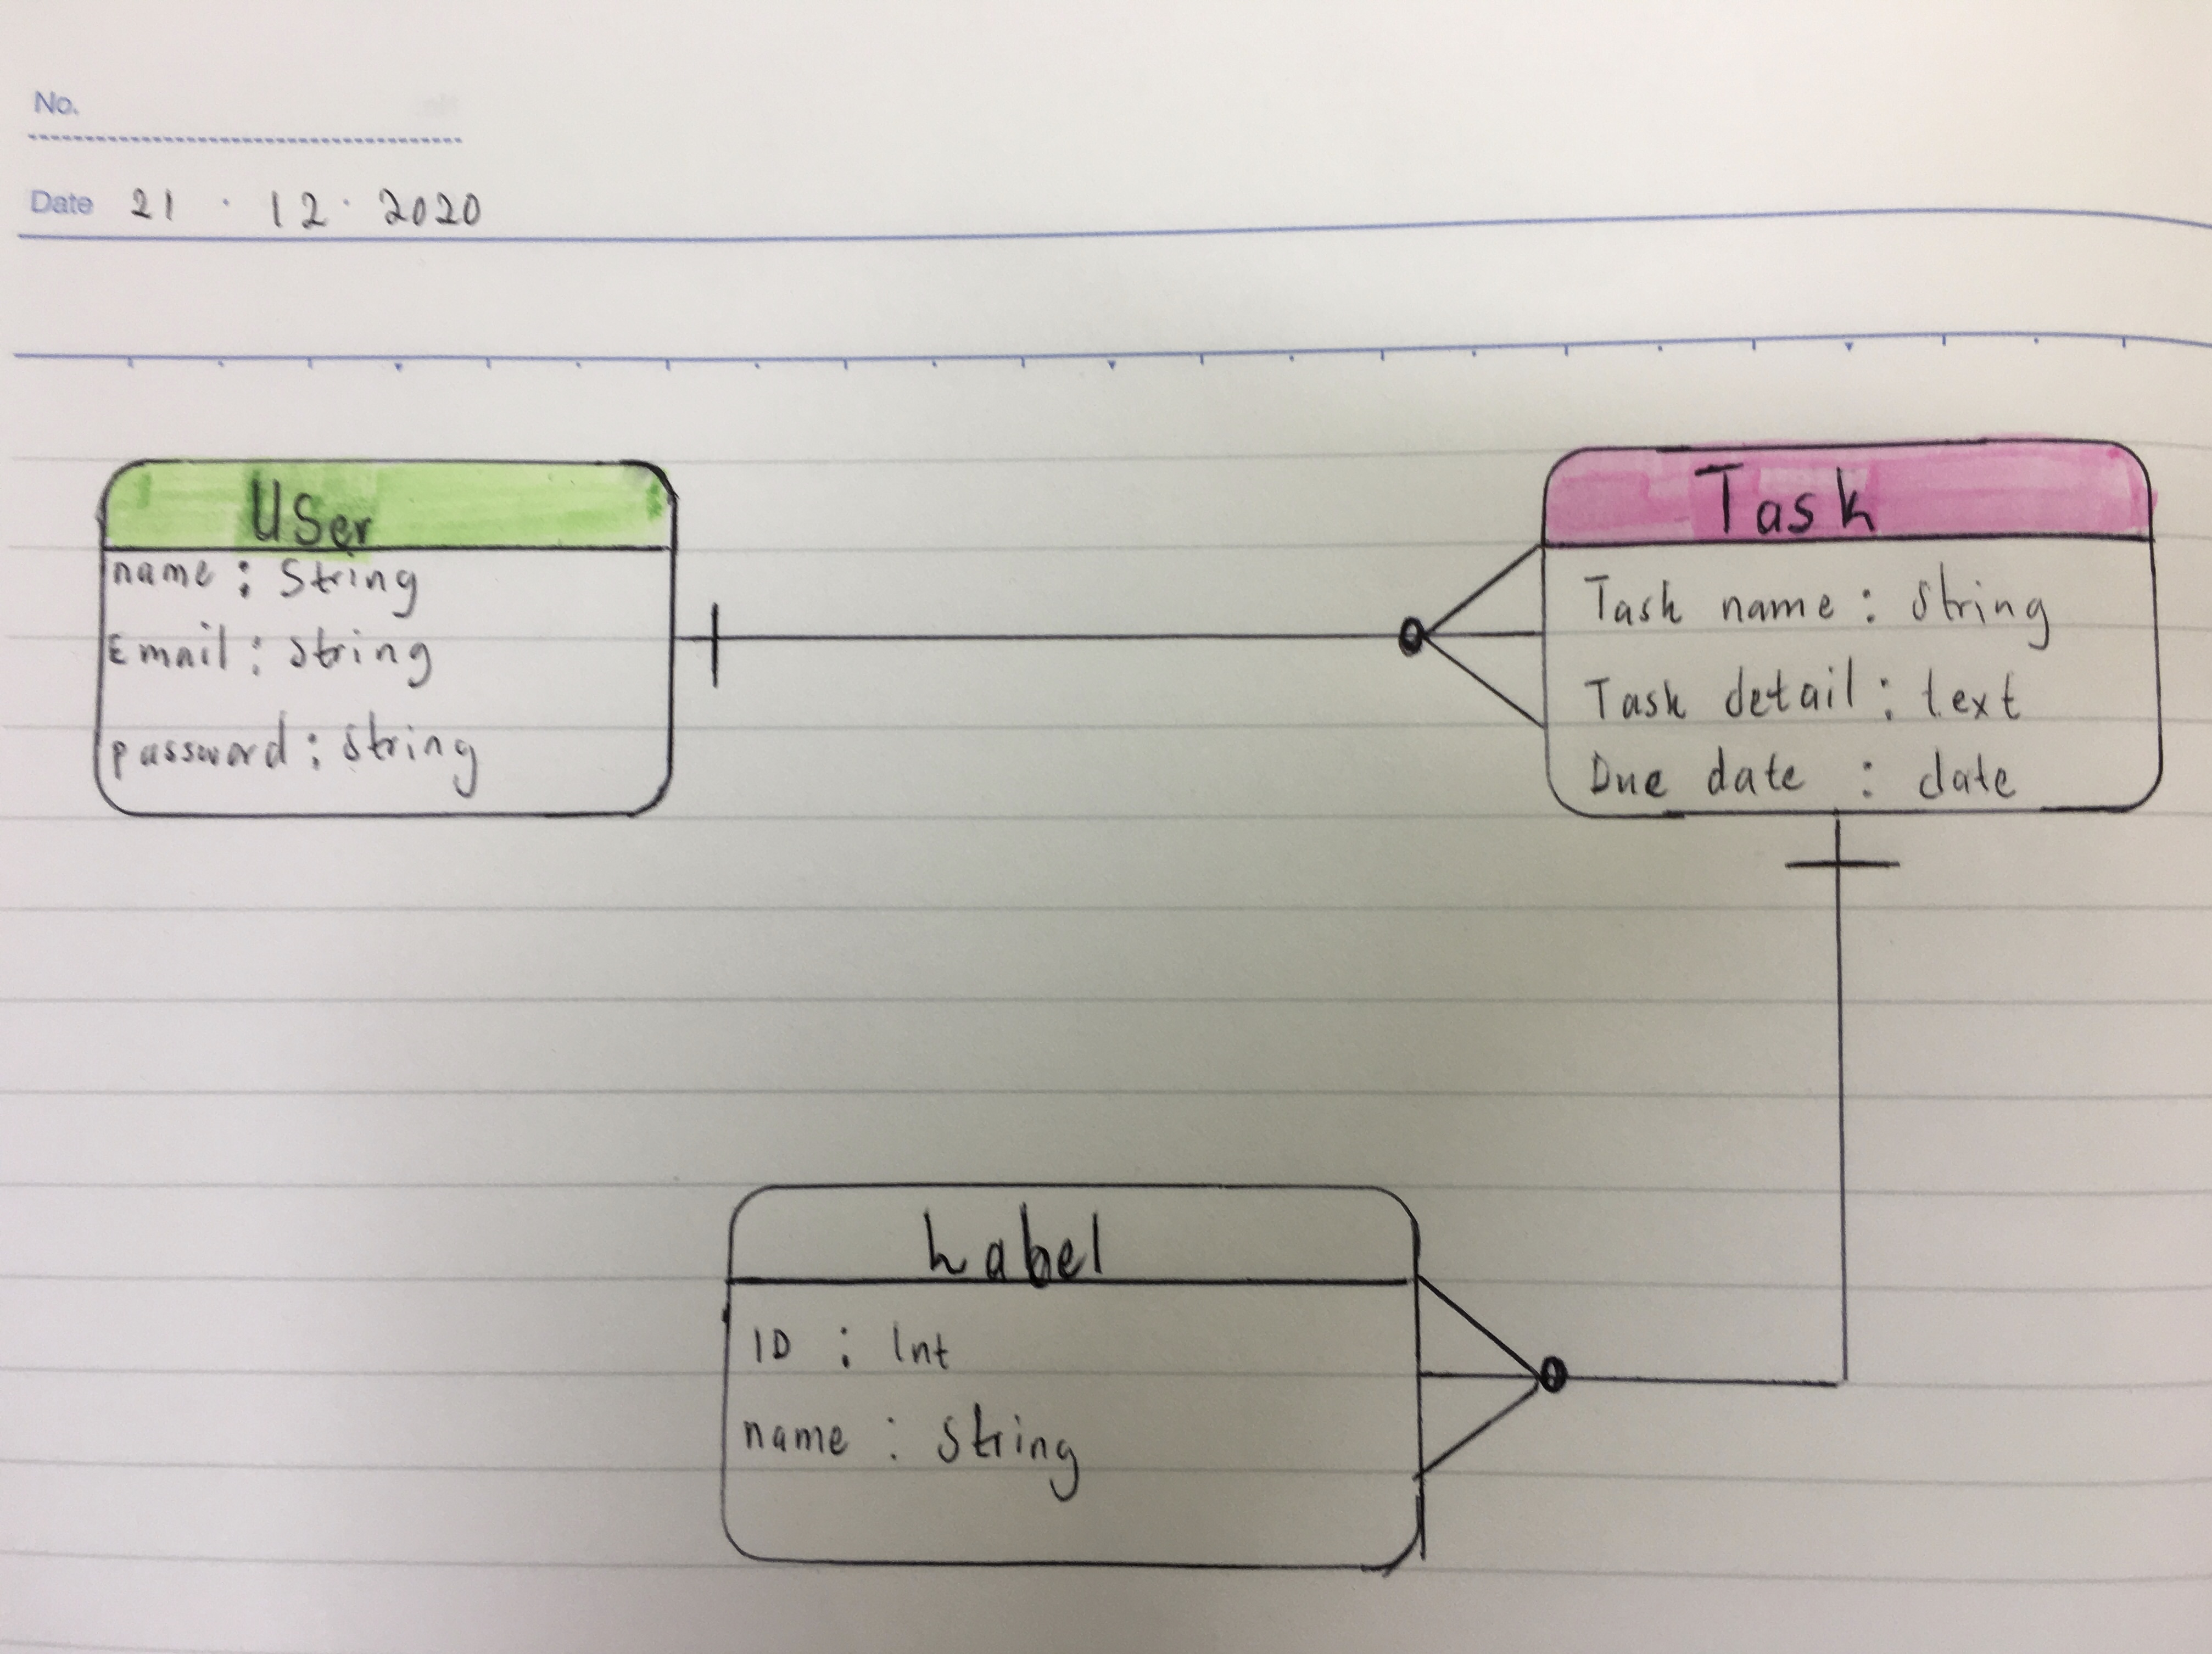 No.
Date 21 · 12 · 2020
User
name : String
Email : String
password : String
Task
Task name : String
Task detail : text
Due date : date
Label
ID : Int
name : String